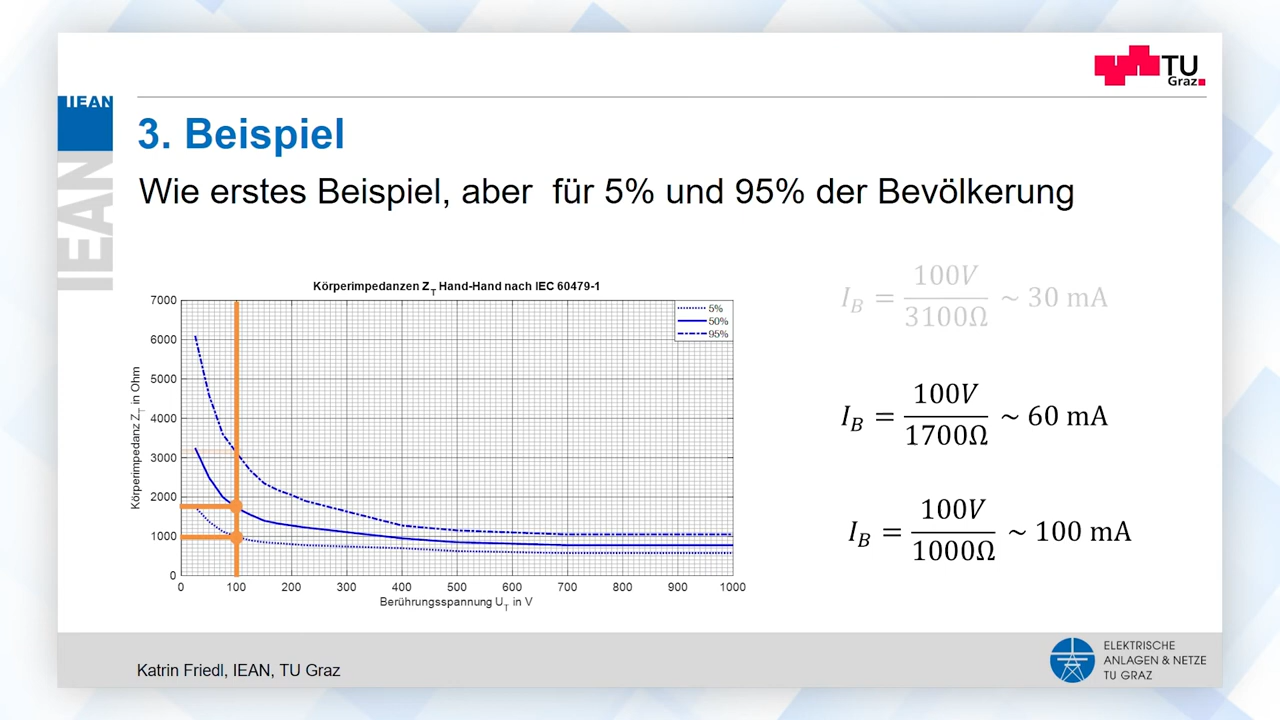 TU
Graz
IEAN
IEAN
3. Beispiel
Wie erstes Beispiel, aber für 5% und 95% der Bevölkerung
Körperimpedanzen Z_T Hand-Hand nach IEC 60479-1
5%
50%
95%
7000
6000
5000
4000
3000
2000
1000
0
Körperimpedanz Z_T in Ohm
0 100 200 300 400 500 600 700 800 900 1000
Berührungsspannung U_T in V
I_B = 100V / 3100Ω ~ 30 mA
I_B = 100V / 1700Ω ~ 60 mA
I_B = 100V / 1000Ω ~ 100 mA
Katrin Friedl, IEAN, TU Graz
ELEKTRISCHE
ANLAGEN & NETZE
TU GRAZ